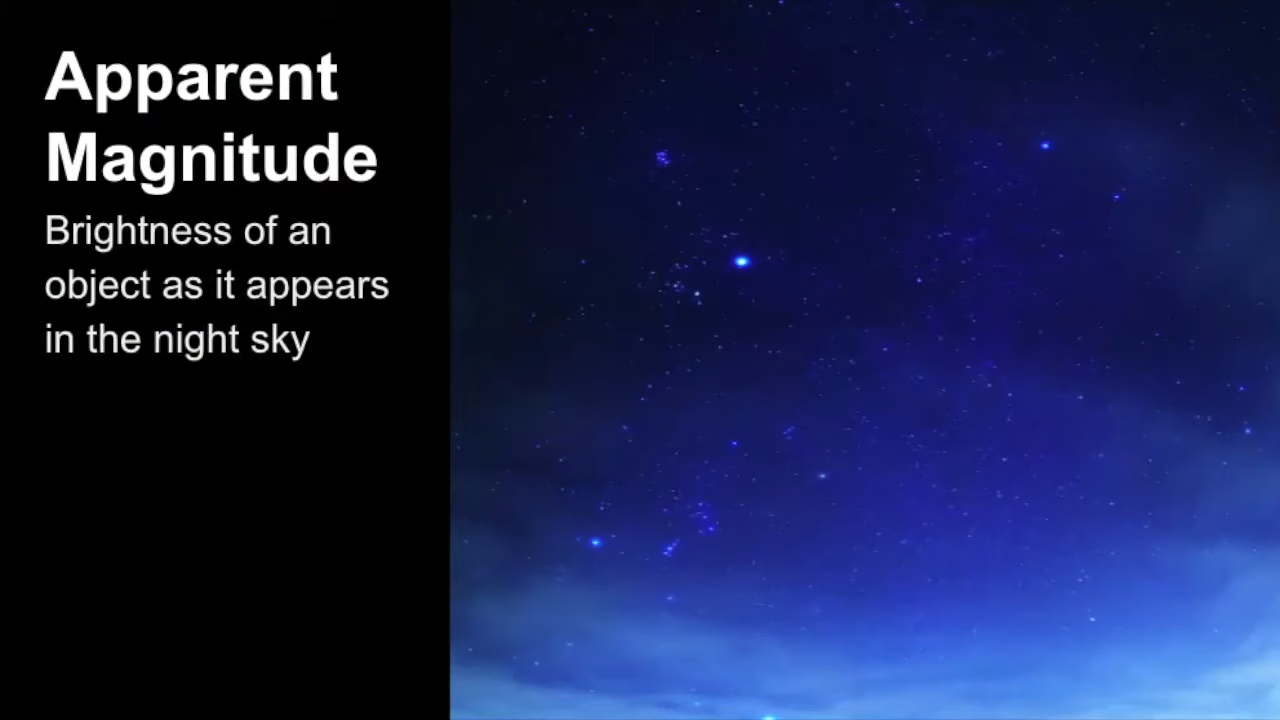 Apparent
Magnitude
Brightness of an
object as it appears
in the night sky